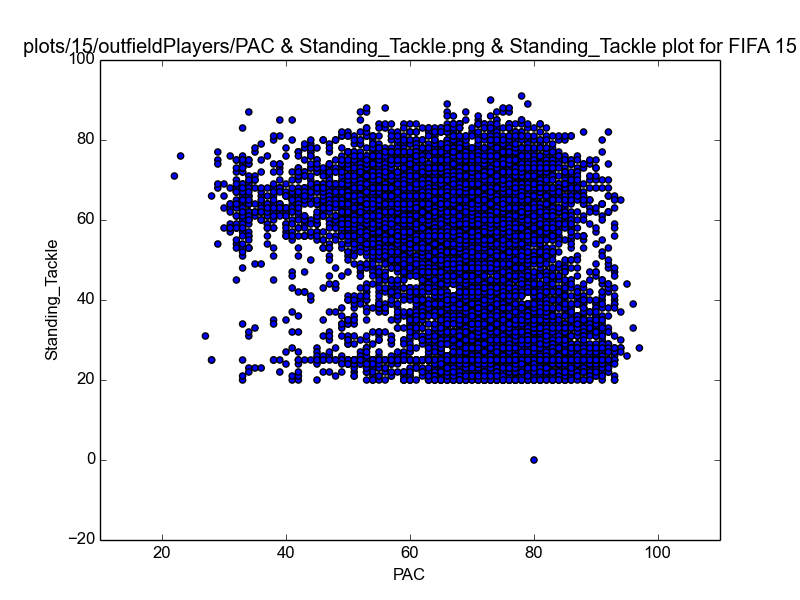 plots/15/outfieldPlayers/PAC & Standing_Tackle.png & Standing_Tackle plot for FIFA 15
100
80
60
40
20
0
−20
Standing_Tackle
20 40 60 80 100
PAC